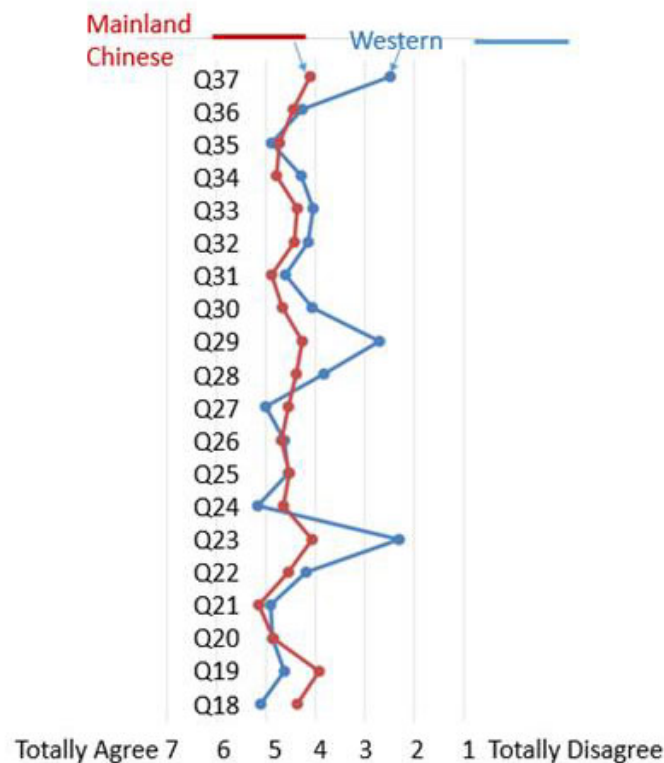 Mainland
Chinese
Western
Q37
Q36
Q35
Q34
Q33
Q32
Q31
Q30
Q29
Q28
Q27
Q26
Q25
Q24
Q23
Q22
Q21
Q20
Q19
Q18
Totally Agree 7 6 5 4 3 2 1 Totally Disagree